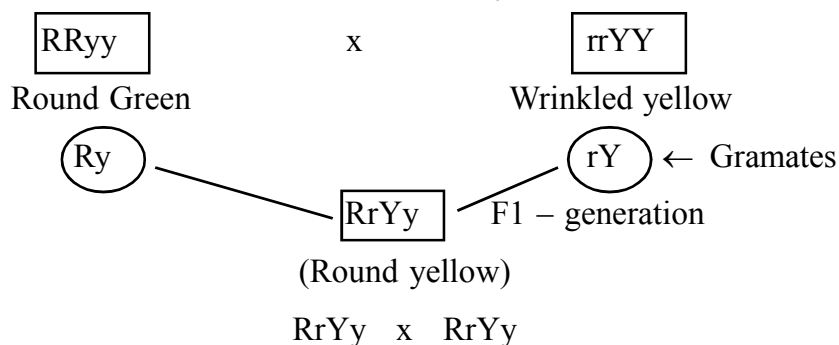 RRyy x rrYY
Round Green Wrinkled yellow
Ry rY ← Gramates
RrYy F1 – generation
(Round yellow)
RrYy x RrYy